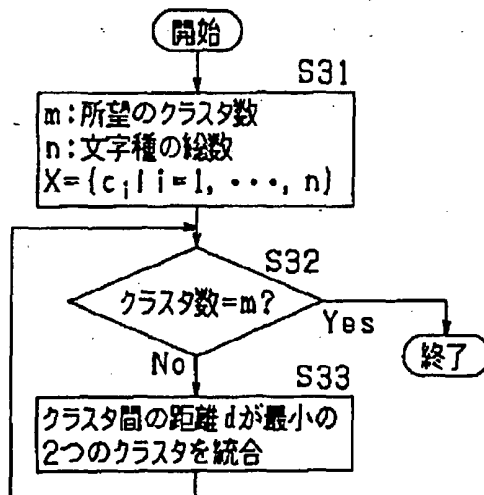 開始
S31
m:所望のクラスタ数
n:文字種の総数
X={c_i|i=1, ・・・, n}
S32
クラスタ数=m?
Yes
終了
No
S33
クラスタ間の距離dが最小の
2つのクラスタを統合